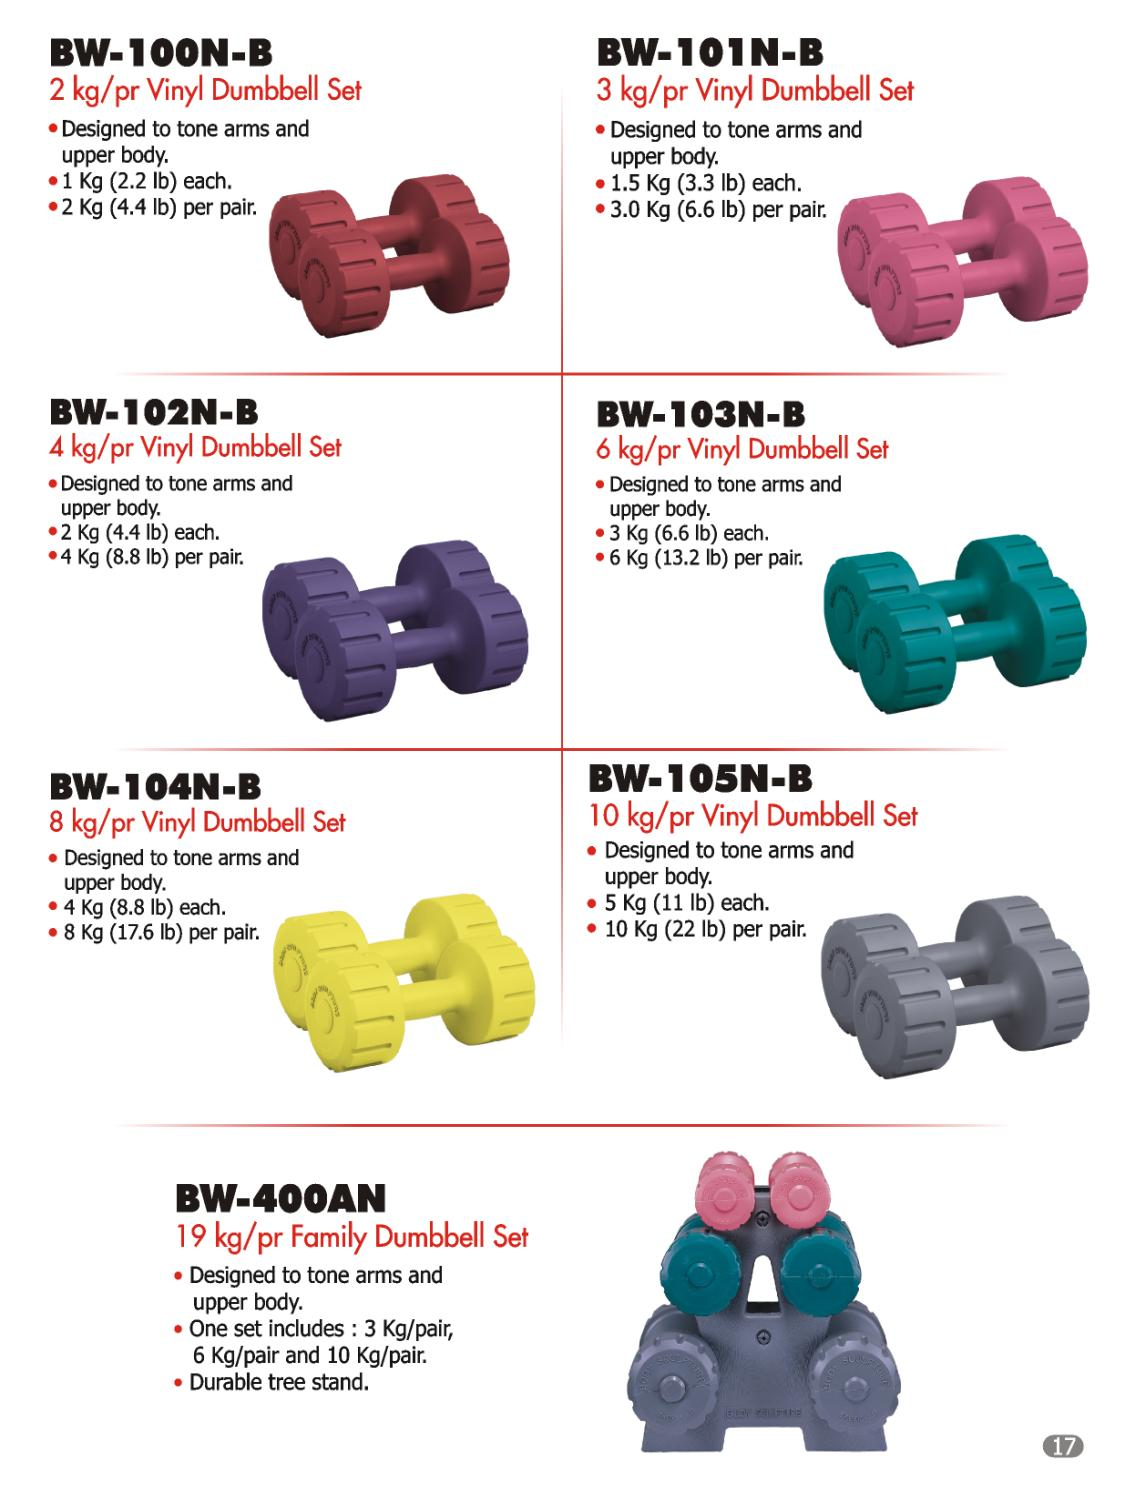 BW-100N-B
2 kg/pr Vinyl Dumbbell Set
• Designed to tone arms and
upper body.
• 1 Kg (2.2 lb) each.
• 2 Kg (4.4 lb) per pair.
BW-101N-B
3 kg/pr Vinyl Dumbbell Set
• Designed to tone arms and
upper body.
• 1.5 Kg (3.3 lb) each.
• 3.0 Kg (6.6 lb) per pair.
BW-102N-B
4 kg/pr Vinyl Dumbbell Set
• Designed to tone arms and
upper body.
• 2 Kg (4.4 lb) each.
• 4 Kg (8.8 lb) per pair.
BW-103N-B
6 kg/pr Vinyl Dumbbell Set
• Designed to tone arms and
upper body.
• 3 Kg (6.6 lb) each.
• 6 Kg (13.2 lb) per pair.
BW-104N-B
8 kg/pr Vinyl Dumbbell Set
• Designed to tone arms and
upper body.
• 4 Kg (8.8 lb) each.
• 8 Kg (17.6 lb) per pair.
BW-105N-B
10 kg/pr Vinyl Dumbbell Set
• Designed to tone arms and
upper body.
• 5 Kg (11 lb) each.
• 10 Kg (22 lb) per pair.
BW-400AN
19 kg/pr Family Dumbbell Set
• Designed to tone arms and
upper body.
• One set includes : 3 Kg/pair,
6 Kg/pair and 10 Kg/pair.
• Durable tree stand.
BODY SCULPTURE
BODY SCULPTURE
BODY SCULPTURE
17